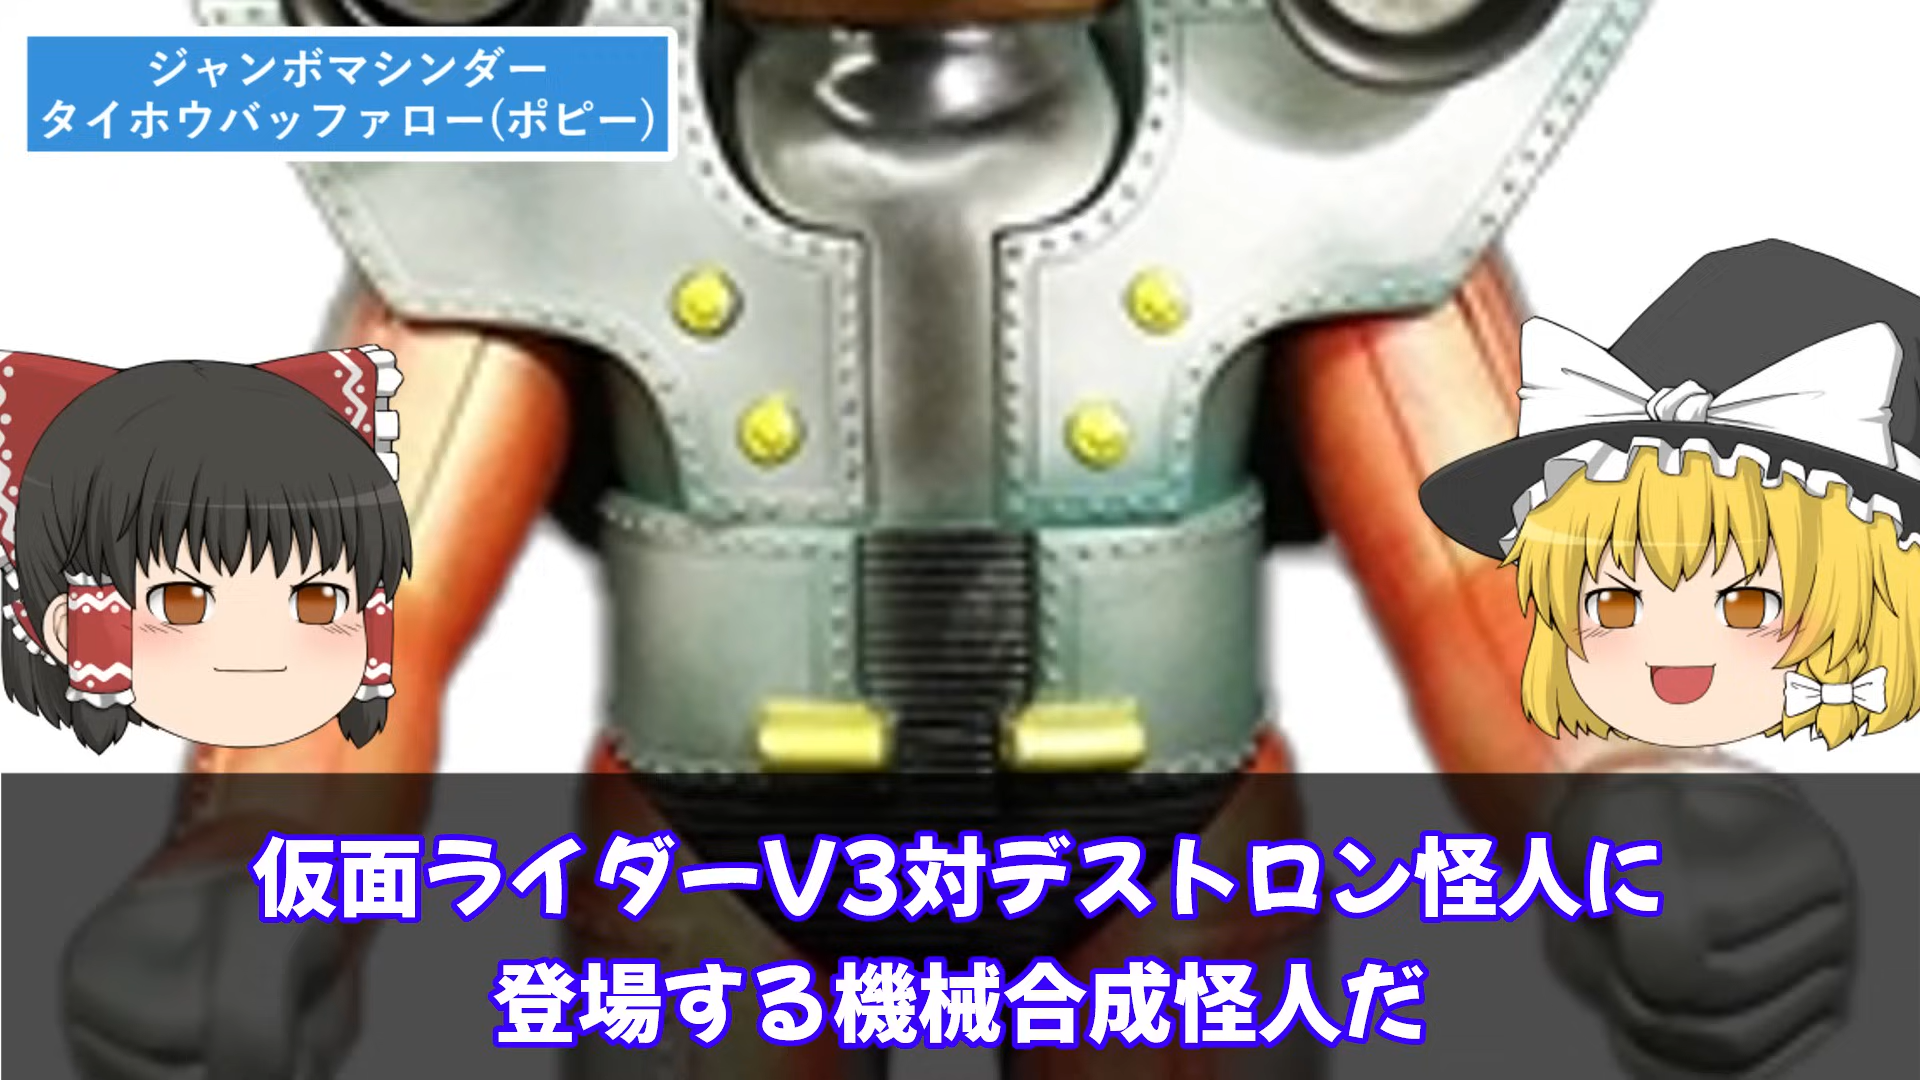 ジャンボマシンダー
タイホウバッファロー(ポピー)
仮面ライダーV3対デストロン怪人に
登場する機械合成怪人だ